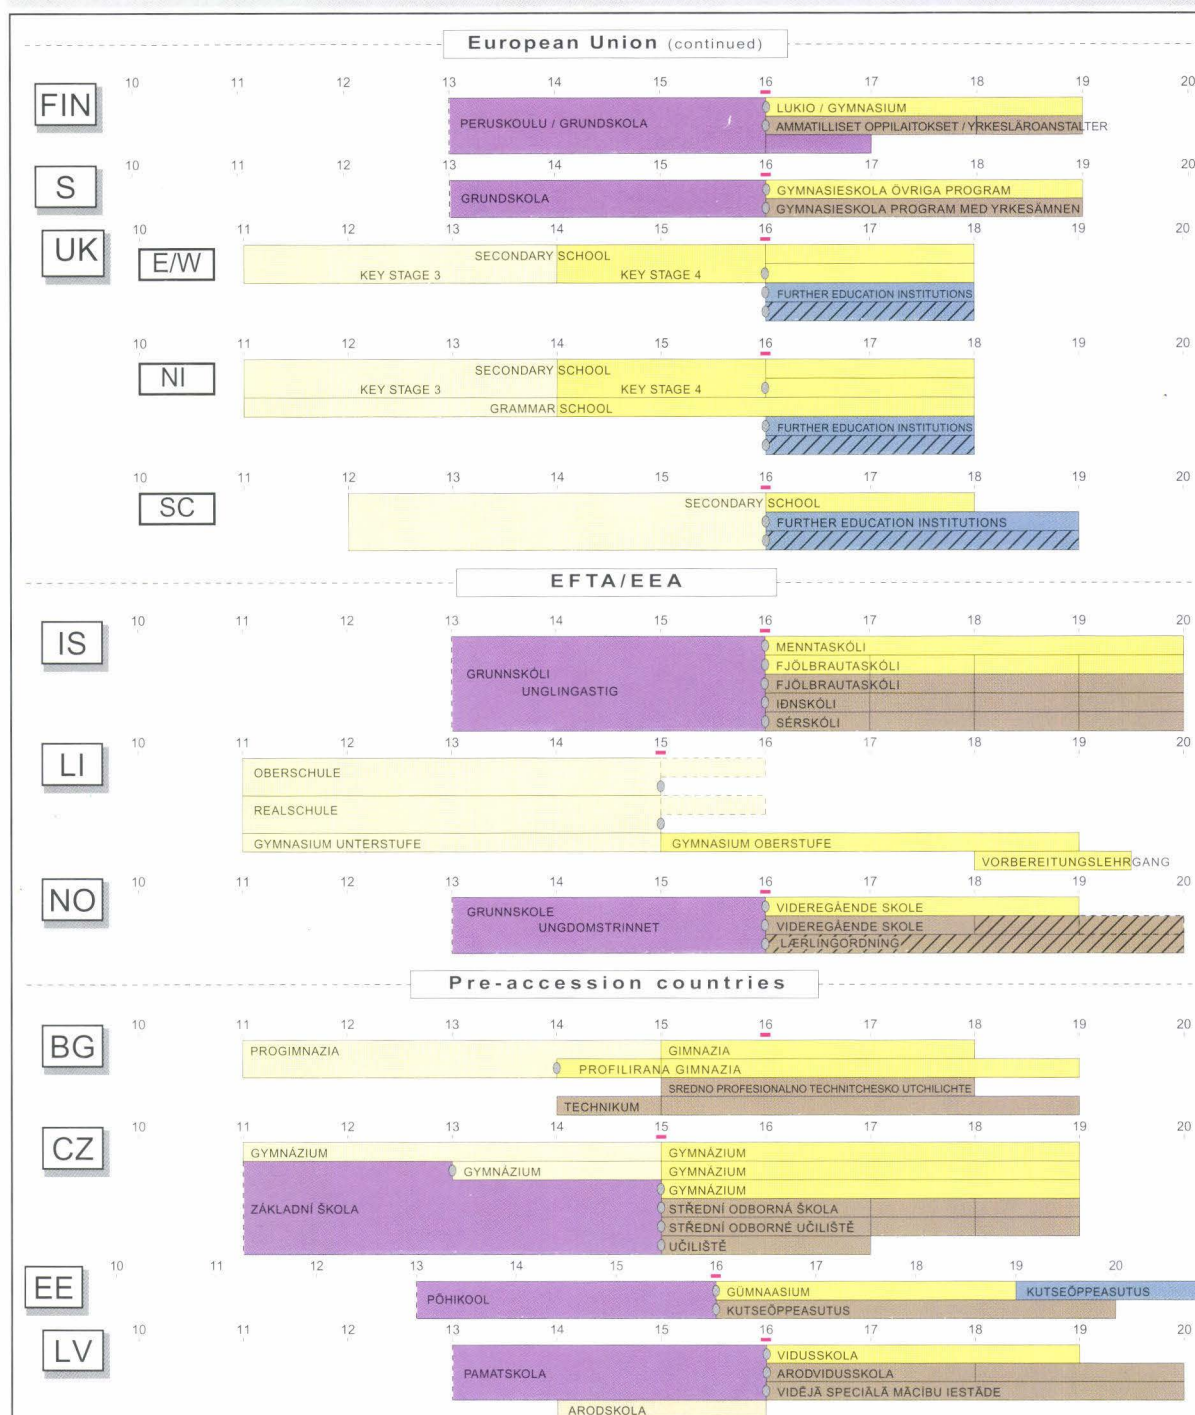 European Union (continued)
10 11 12 13 14 15 16 17 18 19 20
FIN
LUKIO / GYMNASIUM
PERUSKOULU / GRUNDSKOLA
AMMATILLISET OPPILAITOKSET / YRKESLÄROANSTALTER
10 11 12 13 14 15 16 17 18 19 20
S
GYMNASIESKOLA ÖVRIGA PROGRAM
GRUNDSKOLA
GYMNASIESKOLA PROGRAM MED YRKESÄMNEN
10 11 12 13 14 15 16 17 18 19 20
UK
E/W
SECONDARY SCHOOL
KEY STAGE 3 KEY STAGE 4
FURTHER EDUCATION INSTITUTIONS
10 11 12 13 14 15 16 17 18 19 20
NI
SECONDARY SCHOOL
KEY STAGE 3 KEY STAGE 4
GRAMMAR SCHOOL
FURTHER EDUCATION INSTITUTIONS
10 11 12 13 14 15 16 17 18 19 20
SC
SECONDARY SCHOOL
FURTHER EDUCATION INSTITUTIONS
EFTA/EEA
10 11 12 13 14 15 16 17 18 19 20
IS
MENNTASKÓLI
GRUNNSKÓLI
FJÖLBRAUTASKÓLI
UNGLINGASTIG
FJÖLBRAUTASKÓLI
IÐNSKÓLI
SÉRSKÓLI
10 11 12 13 14 15 16 17 18 19 20
LI
OBERSCHULE
REALSCHULE
GYMNASIUM UNTERSTUFE GYMNASIUM OBERSTUFE
VORBEREITUNGSLEHRGANG
10 11 12 13 14 15 16 17 18 19 20
NO
GRUNNSKOLE VIDEREGÅENDE SKOLE
UNGDOMSTRINNET VIDEREGÅENDE SKOLE
LÆRLINGORDNING
Pre-accession countries
10 11 12 13 14 15 16 17 18 19 20
BG
PROGIMNAZIA GIMNAZIA
PROFILIRANA GIMNAZIA
SREDNO PROFESIONALNO TECHNITCHESKO UTCHILICHTE
TECHNIKUM
10 11 12 13 14 15 16 17 18 19 20
CZ
GYMNÁZIUM GYMNÁZIUM
GYMNÁZIUM GYMNÁZIUM
GYMNÁZIUM
ZÁKLADNÍ ŠKOLA STŘEDNÍ ODBORNÁ ŠKOLA
STŘEDNÍ ODBORNÉ UČILIŠTĚ
UČILIŠTĚ
10 11 12 13 14 15 16 17 18 19 20
EE
PÕHIKOOL GÜMNAASIUM KUTSEÕPPEASUTUS
KUTSEÕPPEASUTUS
10 11 12 13 14 15 16 17 18 19 20
LV
VIDUSSKOLA
PAMATSKOLA ARODVIDUSSKOLA
VIDĒJĀ SPECIĀLĀ MĀCĪBU IESTĀDE
ARODSKOLA